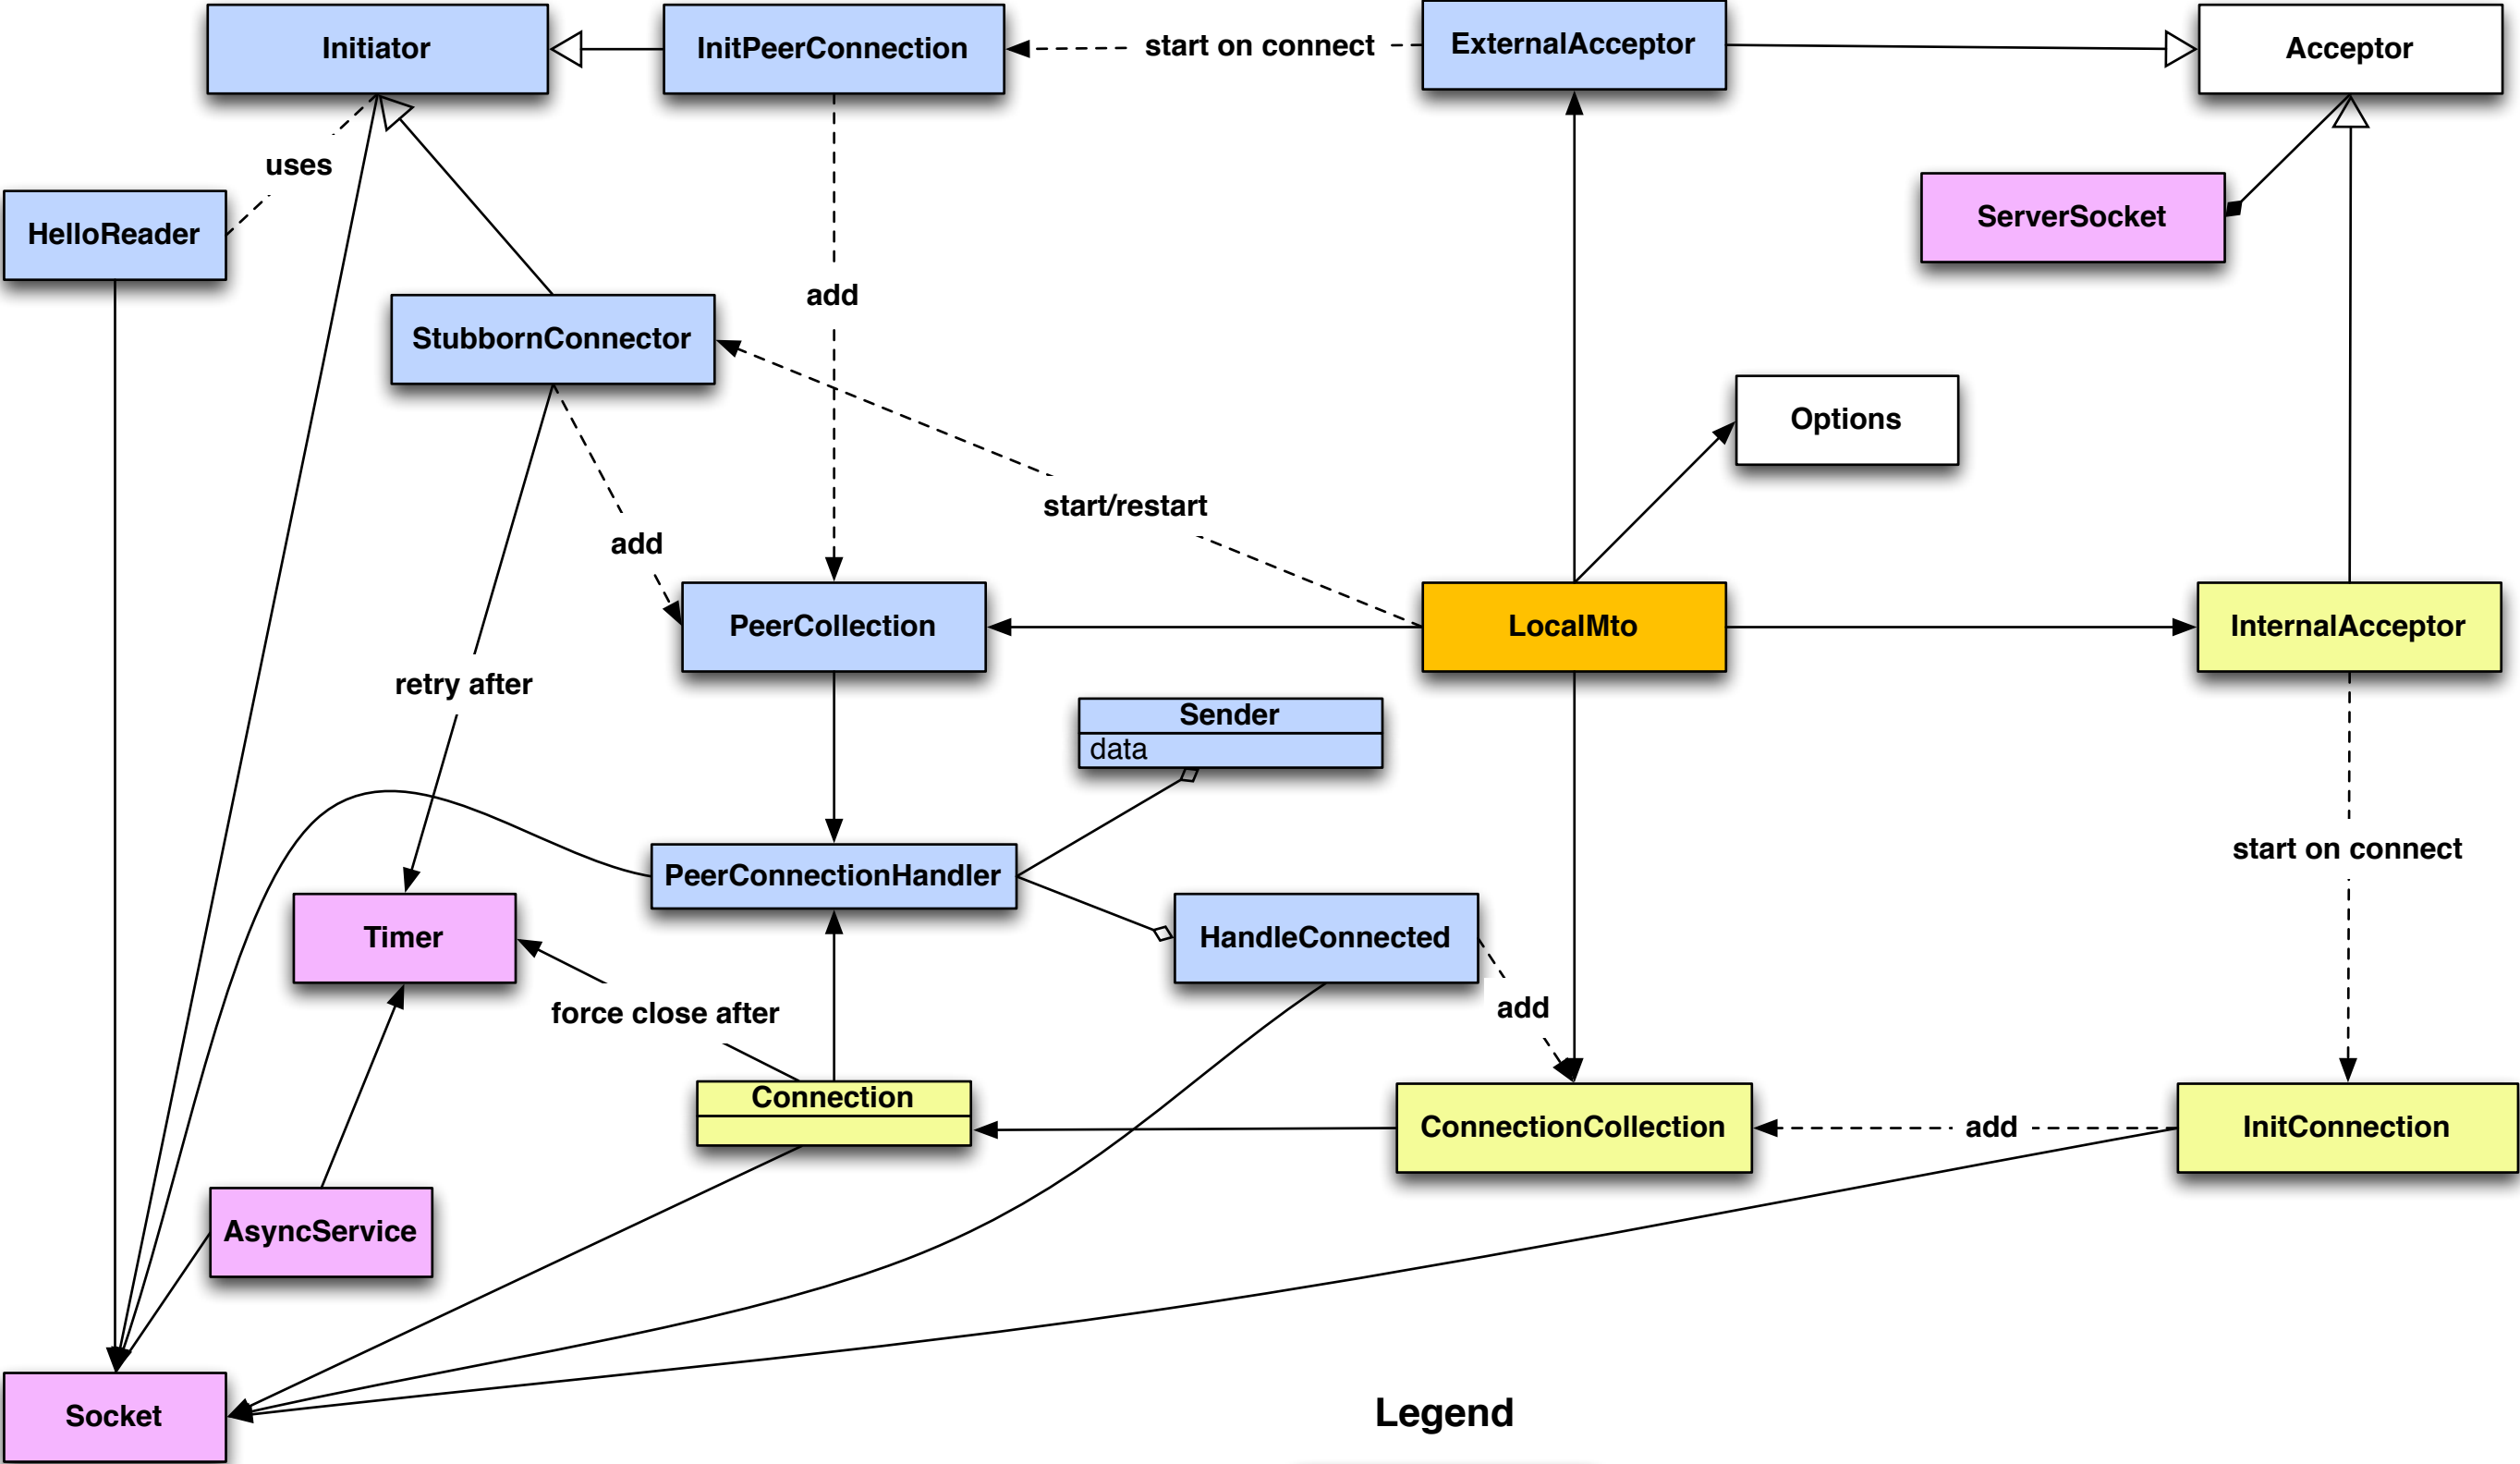 Initiator
InitPeerConnection
start on connect
ExternalAcceptor
Acceptor
uses
HelloReader
ServerSocket
StubbornConnector
add
Options
start/restart
add
PeerCollection
LocalMto
InternalAcceptor
retry after
Sender
data
start on connect
PeerConnectionHandler
Timer
HandleConnected
force close after
add
Connection
ConnectionCollection
add
InitConnection
AsyncService
Socket
Legend